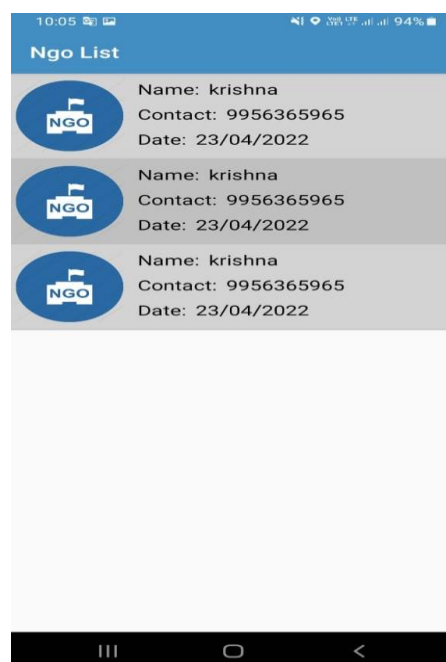 10:05 94%
Ngo List
NGO
Name: krishna
Contact: 9956365965
Date: 23/04/2022
NGO
Name: krishna
Contact: 9956365965
Date: 23/04/2022
NGO
Name: krishna
Contact: 9956365965
Date: 23/04/2022